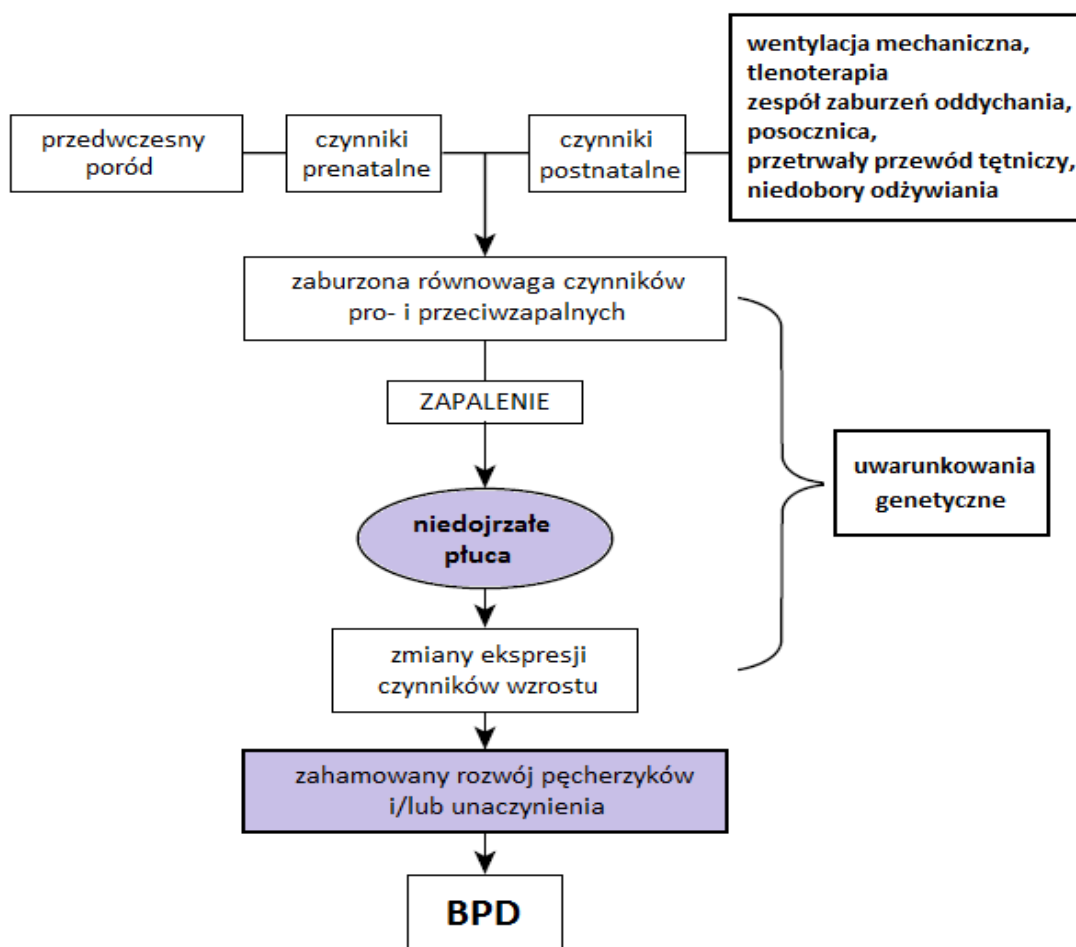 przedwczesny
poród
czynniki
prenatalne
czynniki
postnatalne
wentylacja mechaniczna,
tlenoterapia
zespół zaburzeń oddychania,
posocznica,
przetrwały przewód tętniczy,
niedobory odżywiania
zaburzona równowaga czynników
pro- i przeciwzapalnych
ZAPALENIE
niedojrzałe
płuca
uwarunkowania
genetyczne
zmiany ekspresji
czynników wzrostu
zahamowany rozwój pęcherzyków
i/lub unaczynienia
BPD